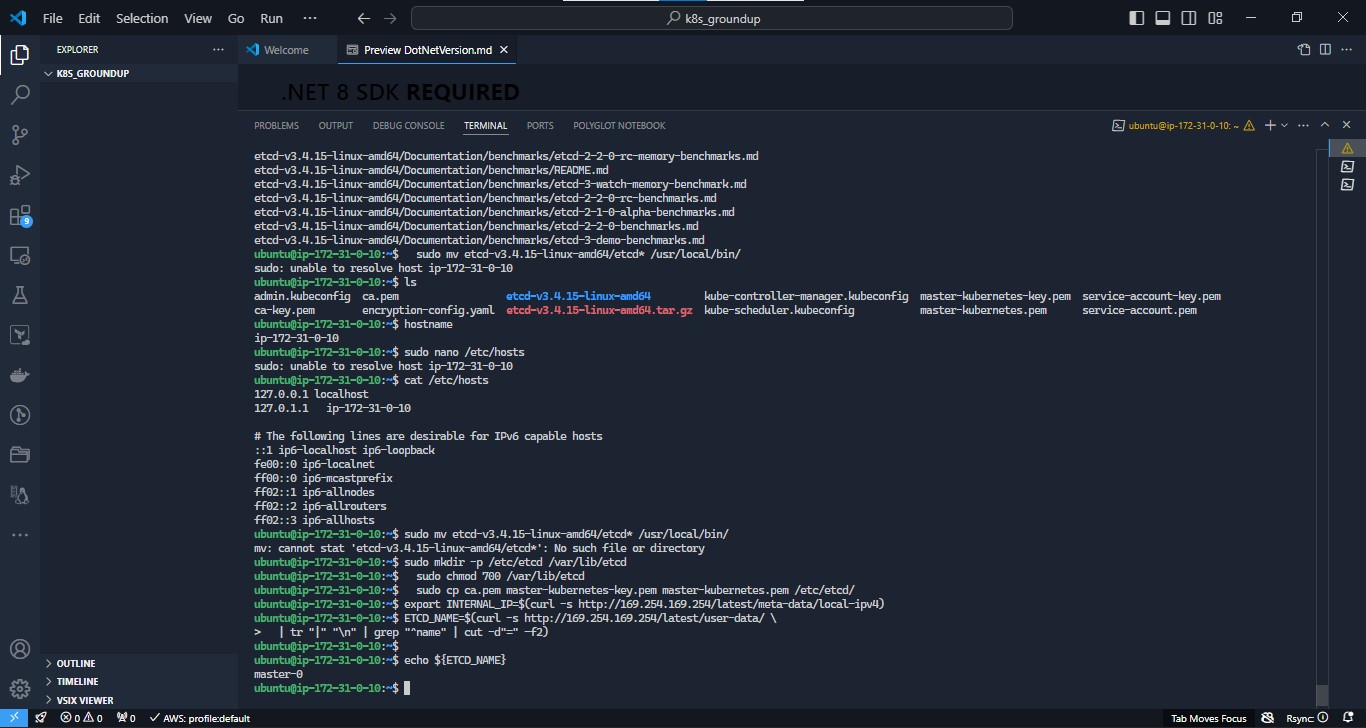 File Edit Selection View Go Run ··· k8s_groundup
EXPLORER ···
K8S_GROUNDUP
Welcome
Preview DotNetVersion.md
.NET 8 SDK REQUIRED
PROBLEMS OUTPUT DEBUG CONSOLE TERMINAL PORTS POLYGLOT NOTEBOOK
ubuntu@ip-172-31-0-10: ~
etcd-v3.4.15-linux-amd64/Documentation/benchmarks/etcd-2-2-0-rc-memory-benchmarks.md
etcd-v3.4.15-linux-amd64/Documentation/benchmarks/README.md
etcd-v3.4.15-linux-amd64/Documentation/benchmarks/etcd-3-watch-memory-benchmark.md
etcd-v3.4.15-linux-amd64/Documentation/benchmarks/etcd-2-2-0-rc-benchmarks.md
etcd-v3.4.15-linux-amd64/Documentation/benchmarks/etcd-2-1-0-alpha-benchmarks.md
etcd-v3.4.15-linux-amd64/Documentation/benchmarks/etcd-2-2-0-benchmarks.md
etcd-v3.4.15-linux-amd64/Documentation/benchmarks/etcd-3-demo-benchmarks.md
ubuntu@ip-172-31-0-10:~$   sudo mv etcd-v3.4.15-linux-amd64/etcd* /usr/local/bin/
sudo: unable to resolve host ip-172-31-0-10
ubuntu@ip-172-31-0-10:~$ ls
admin.kubeconfig  ca.pem  etcd-v3.4.15-linux-amd64  kube-controller-manager.kubeconfig  master-kubernetes-key.pem  service-account-key.pem
ca-key.pem  encryption-config.yaml  etcd-v3.4.15-linux-amd64.tar.gz  kube-scheduler.kubeconfig  master-kubernetes.pem  service-account.pem
ubuntu@ip-172-31-0-10:~$ hostname
ip-172-31-0-10
ubuntu@ip-172-31-0-10:~$ sudo nano /etc/hosts
sudo: unable to resolve host ip-172-31-0-10
ubuntu@ip-172-31-0-10:~$ cat /etc/hosts
127.0.0.1 localhost
127.0.1.1   ip-172-31-0-10
# The following lines are desirable for IPv6 capable hosts
::1 ip6-localhost ip6-loopback
fe00::0 ip6-localnet
ff00::0 ip6-mcastprefix
ff02::1 ip6-allnodes
ff02::2 ip6-allrouters
ff02::3 ip6-allhosts
ubuntu@ip-172-31-0-10:~$ sudo mv etcd-v3.4.15-linux-amd64/etcd* /usr/local/bin/
mv: cannot stat 'etcd-v3.4.15-linux-amd64/etcd*': No such file or directory
ubuntu@ip-172-31-0-10:~$ sudo mkdir -p /etc/etcd /var/lib/etcd
ubuntu@ip-172-31-0-10:~$   sudo chmod 700 /var/lib/etcd
ubuntu@ip-172-31-0-10:~$   sudo cp ca.pem master-kubernetes-key.pem master-kubernetes.pem /etc/etcd/
ubuntu@ip-172-31-0-10:~$ export INTERNAL_IP=$(curl -s http://169.254.169.254/latest/meta-data/local-ipv4)
ubuntu@ip-172-31-0-10:~$ ETCD_NAME=$(curl -s http://169.254.169.254/latest/user-data/ \
>   | tr "|" "\n" | grep "^name" | cut -d"=" -f2)
ubuntu@ip-172-31-0-10:~$
ubuntu@ip-172-31-0-10:~$ echo ${ETCD_NAME}
master-0
ubuntu@ip-172-31-0-10:~$
9
OUTLINE
TIMELINE
VSIX VIEWER
0 0 0 AWS: profile:default Tab Moves Focus Rsync: